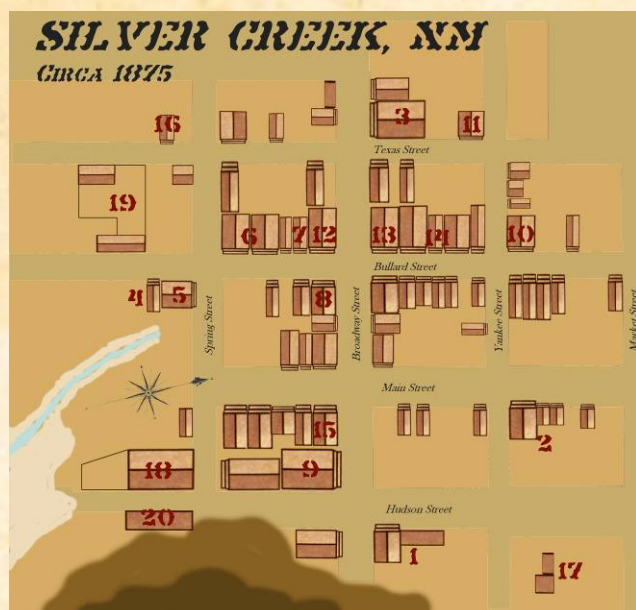 SILVER CREEK, NM
CIRCA 1875
16
3
11
Texas Street
19
6
7
12
13
14
10
Bullard Street
4
5
8
Spring Street
Broadway Street
Yankee Street
Market Street
Main Street
15
2
18
9
20
Hudson Street
1
17